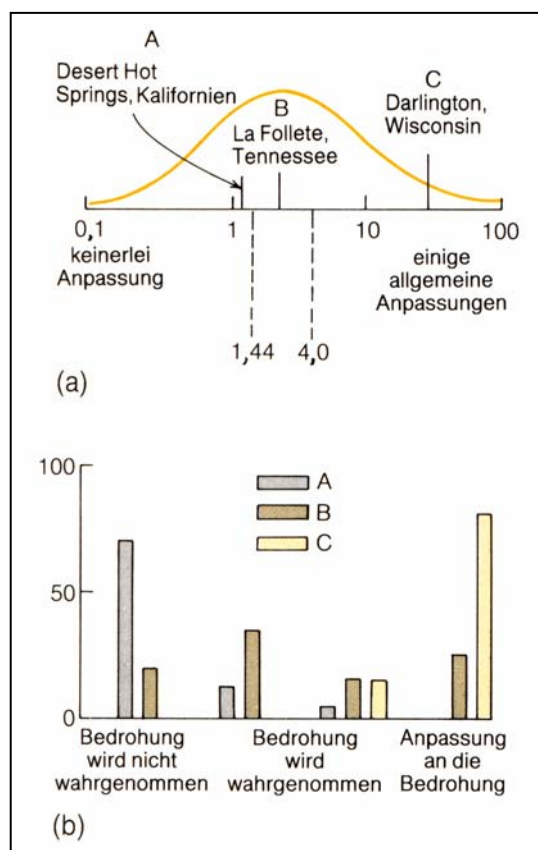 A
Desert Hot
Springs, Kalifornien
B
La Follete,
Tennessee
C
Darlington,
Wisconsin
0,1
1
10
100
keinerlei
Anpassung
einige
allgemeine
Anpassungen
1,44
4,0
(a)
100
50
0
A
B
C
Bedrohung
wird nicht
wahrgenommen
Bedrohung
wird
wahrgenommen
Anpassung
an die
Bedrohung
(b)